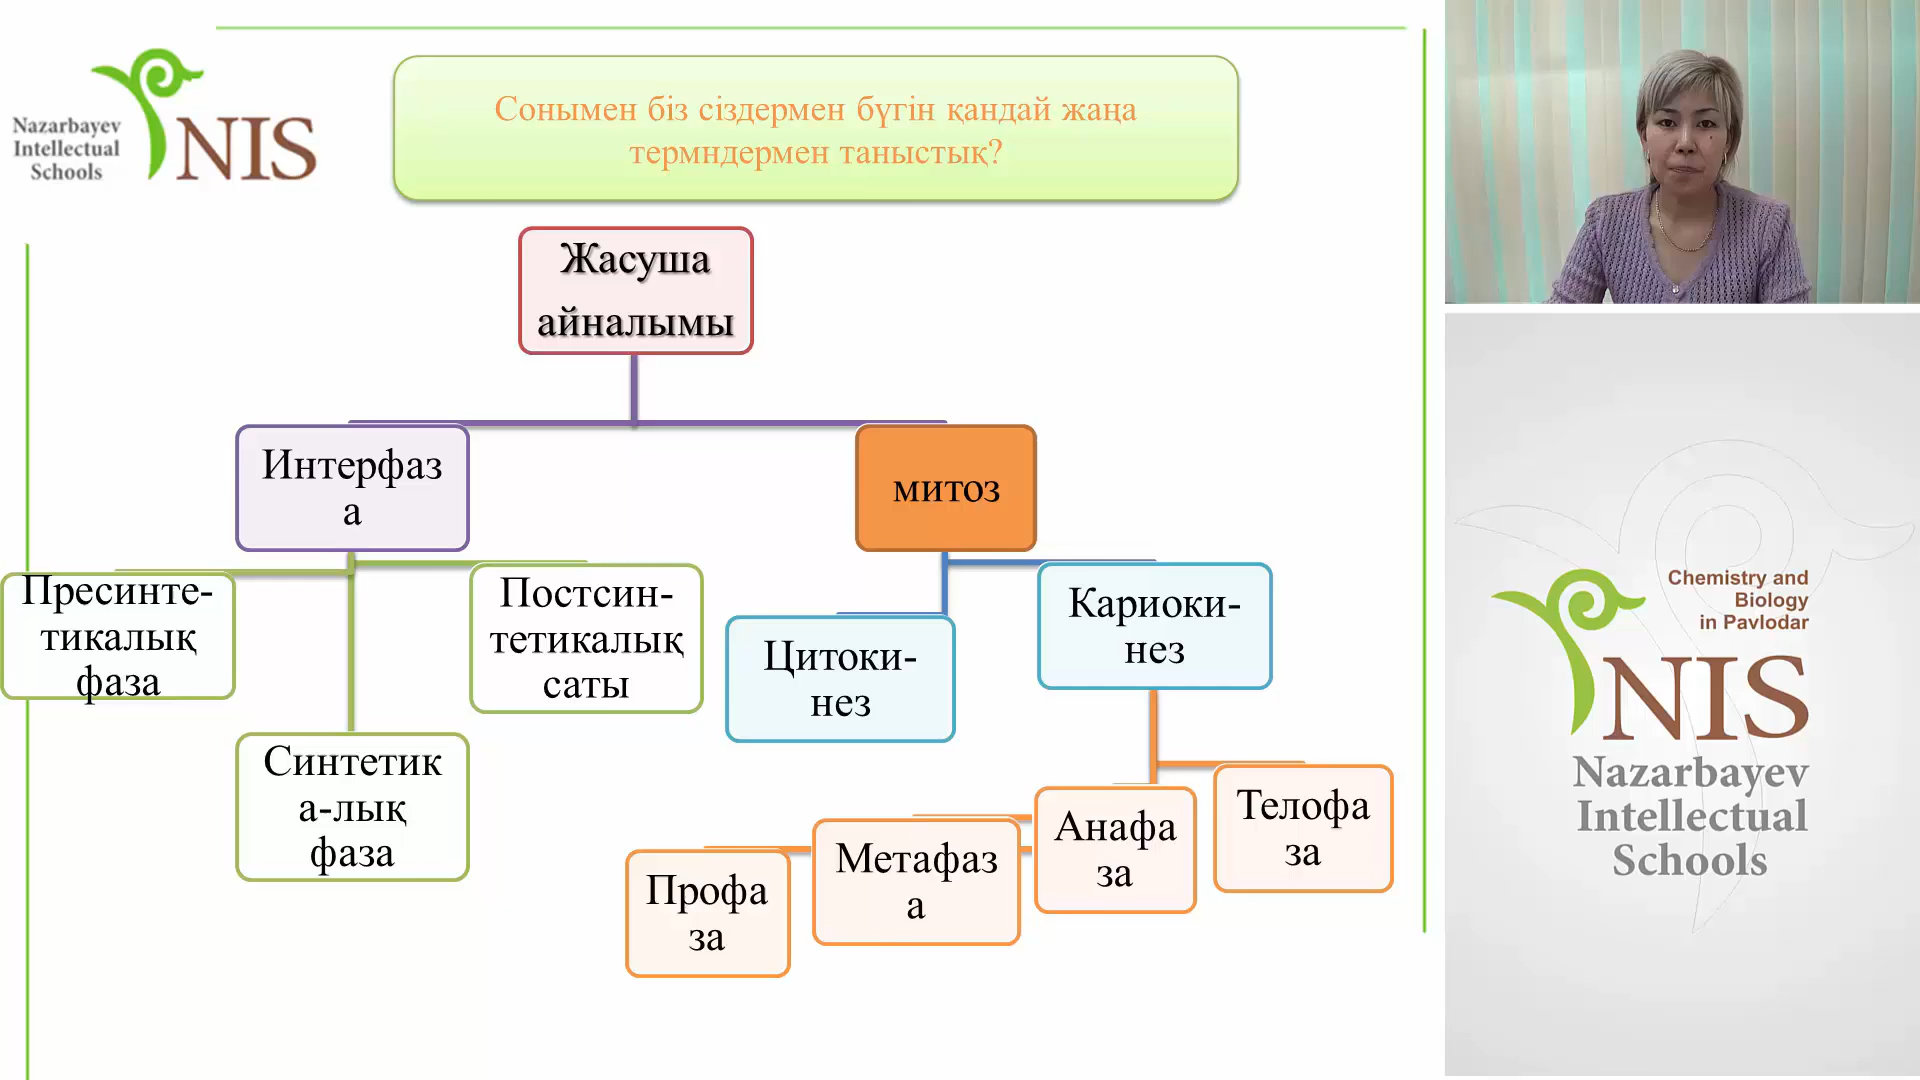 Nazarbayev
Intellectual
Schools
NIS
Сонымен біз сіздермен бүгін қандай жаңа
термндермен таныстық?
Жасуша
айналымы
Интерфаз
а
митоз
Пресинте-
тикалық
фаза
Постсин-
тетикалық
саты
Синтетик
а-лық
фаза
Цитоки-
нез
Кариоки-
нез
Профа
за
Метафаз
а
Анафа
за
Телофа
за
Chemistry and
Biology
in Pavlodar
NIS
Nazarbayev
Intellectual
Schools